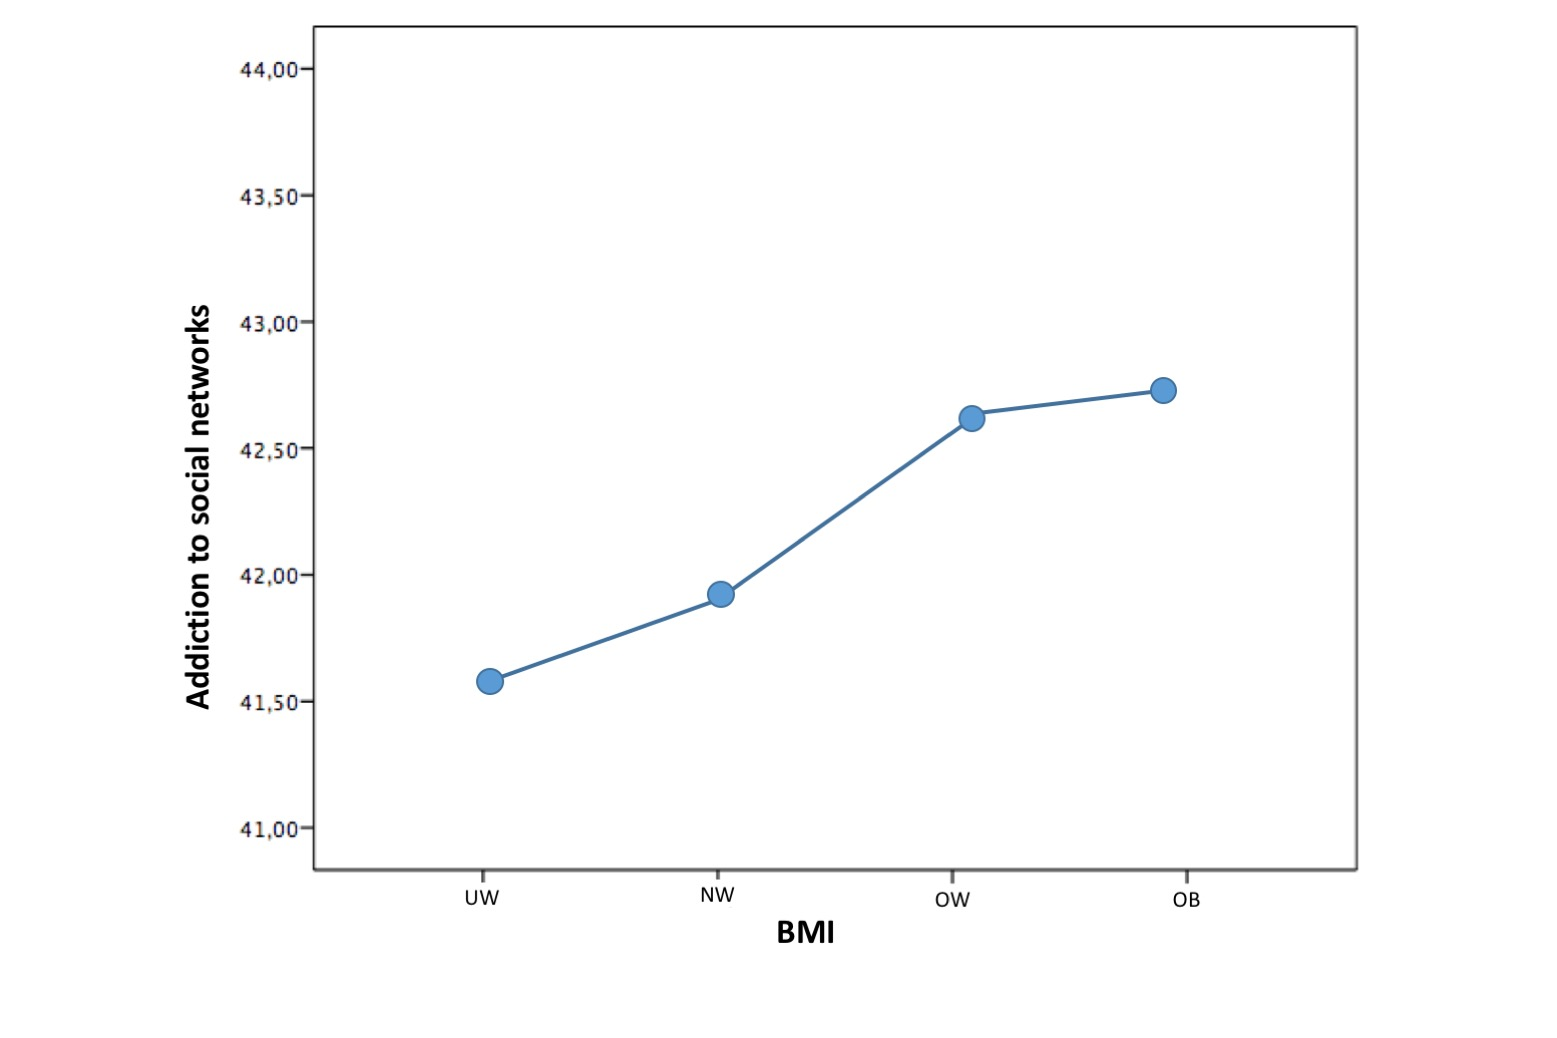 44,00
43,50
43,00
42,50
42,00
41,50
41,00
Addiction to social networks
UW
NW
OW
OB
BMI